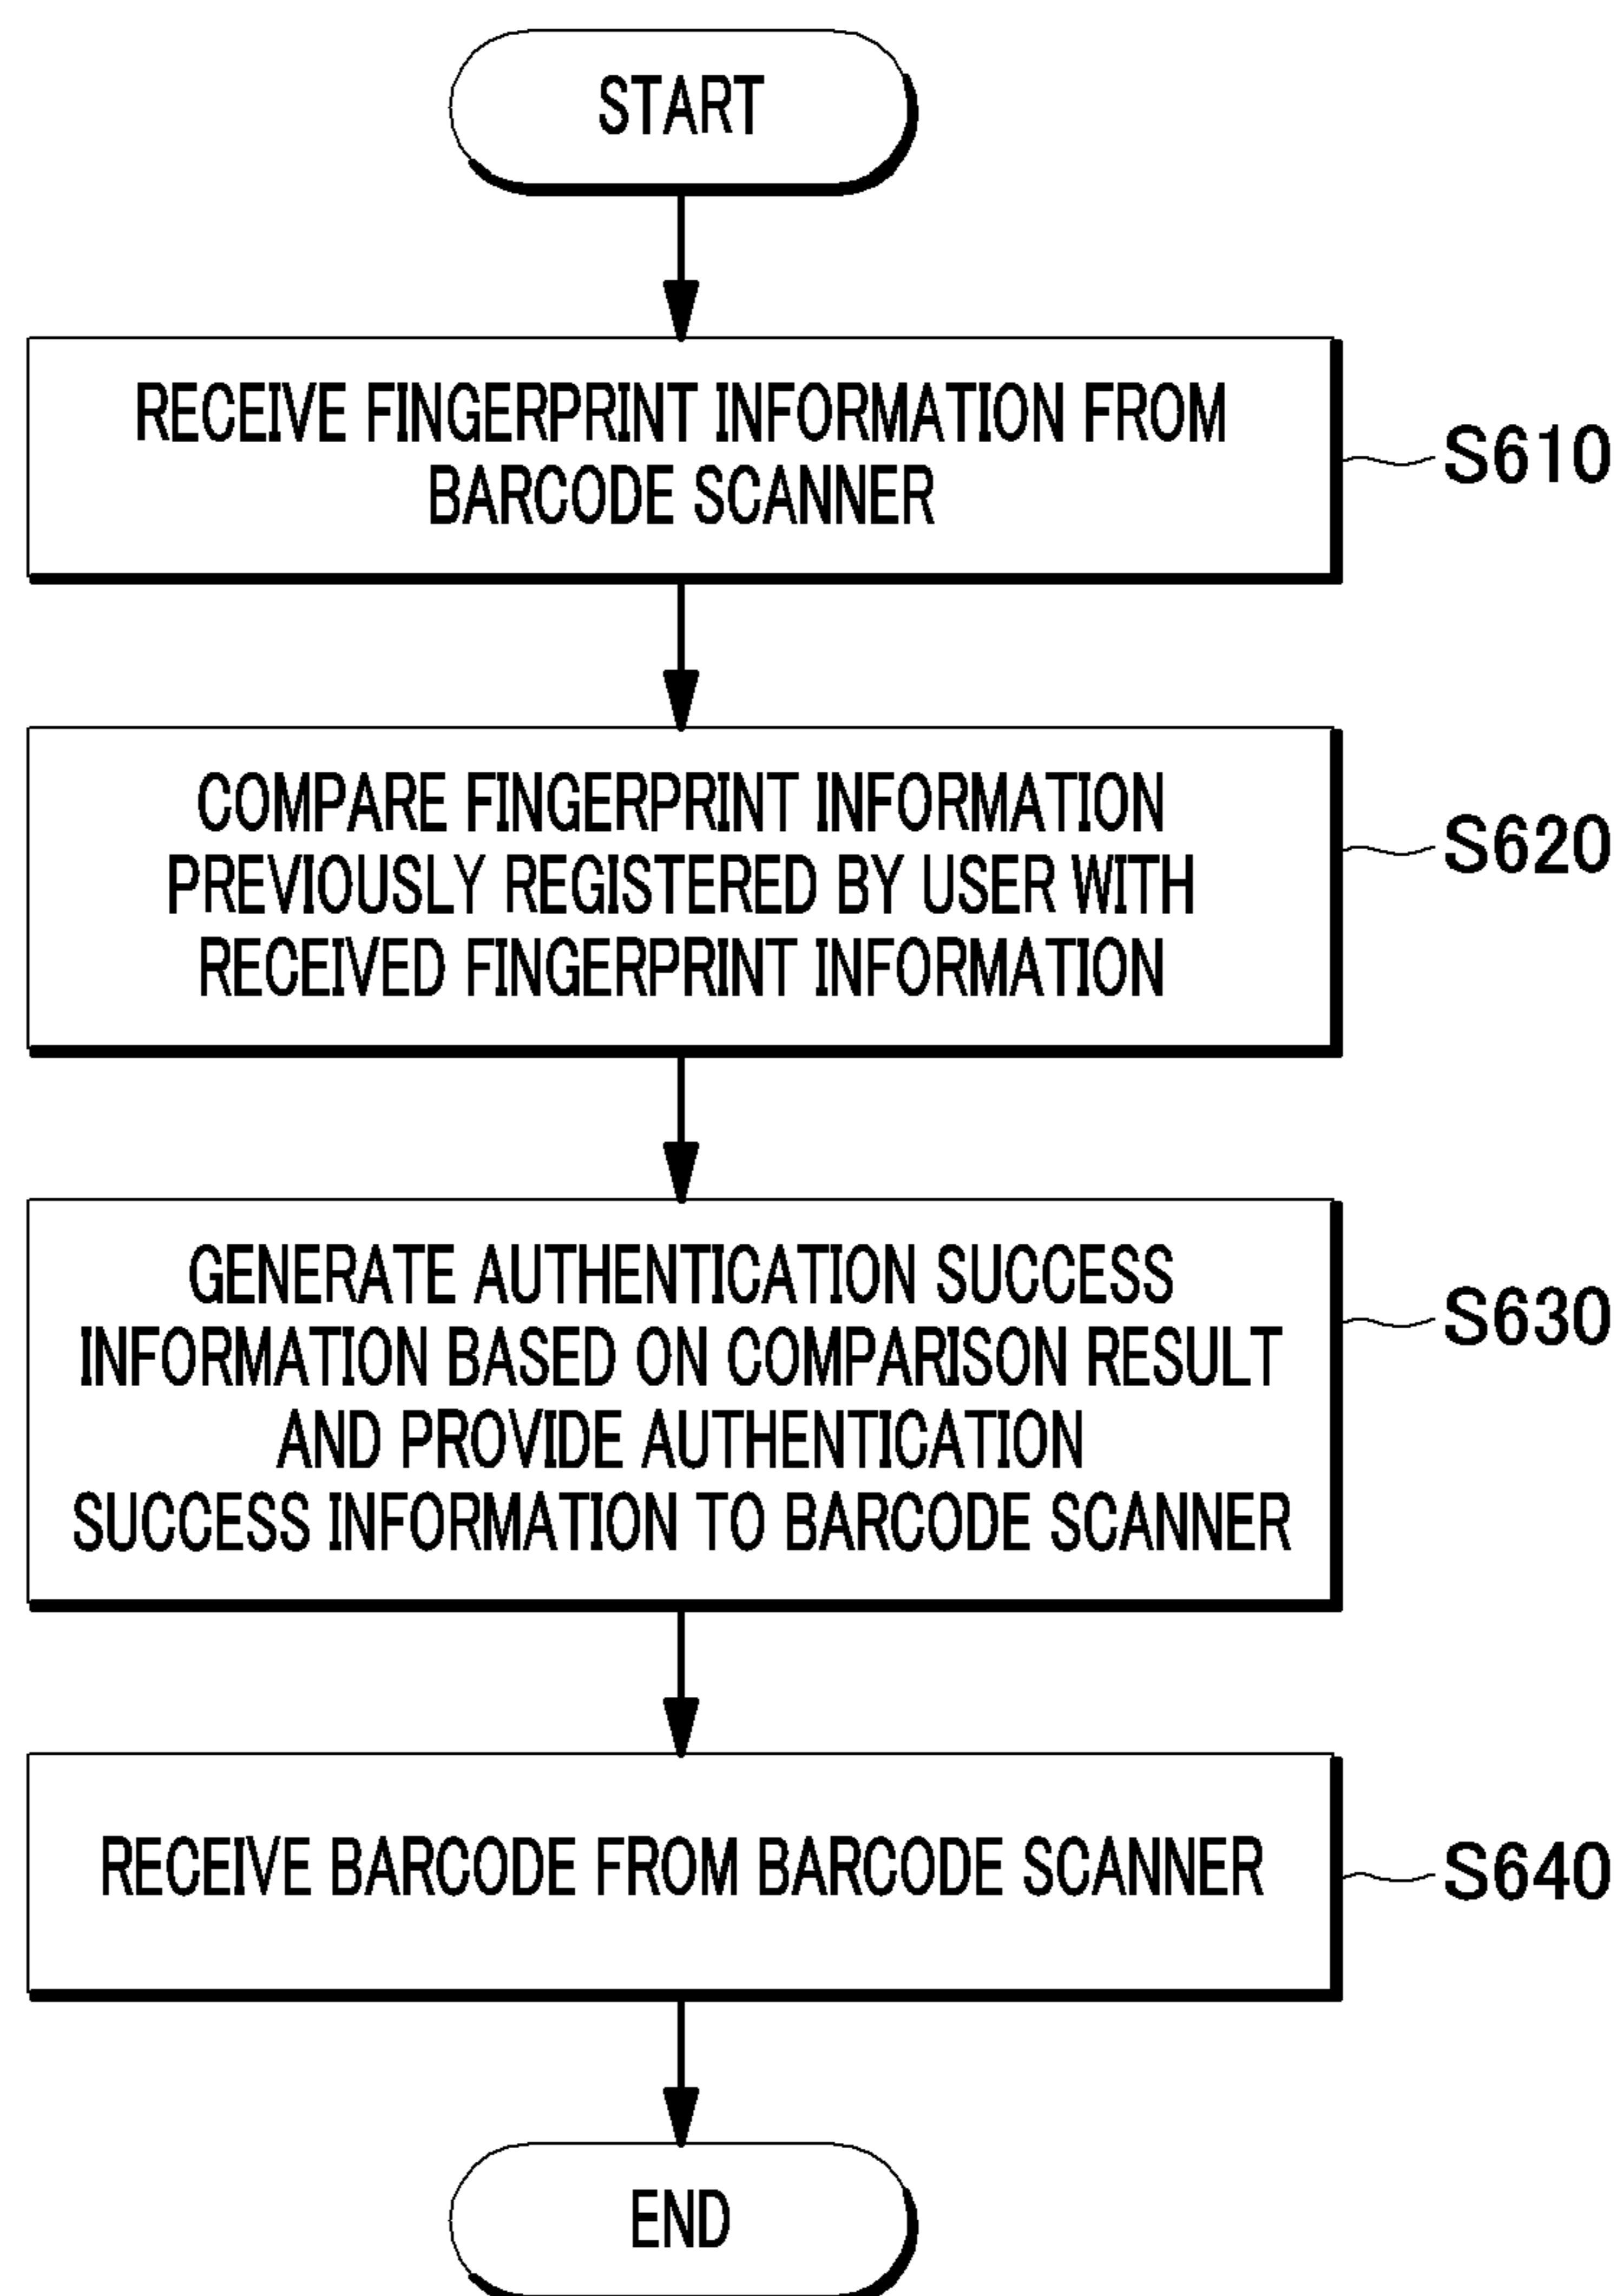 START
RECEIVE FINGERPRINT INFORMATION FROM
BARCODE SCANNER
S610
COMPARE FINGERPRINT INFORMATION
PREVIOUSLY REGISTERED BY USER WITH
RECEIVED FINGERPRINT INFORMATION
S620
GENERATE AUTHENTICATION SUCCESS
INFORMATION BASED ON COMPARISON RESULT
AND PROVIDE AUTHENTICATION
SUCCESS INFORMATION TO BARCODE SCANNER
S630
RECEIVE BARCODE FROM BARCODE SCANNER
S640
END